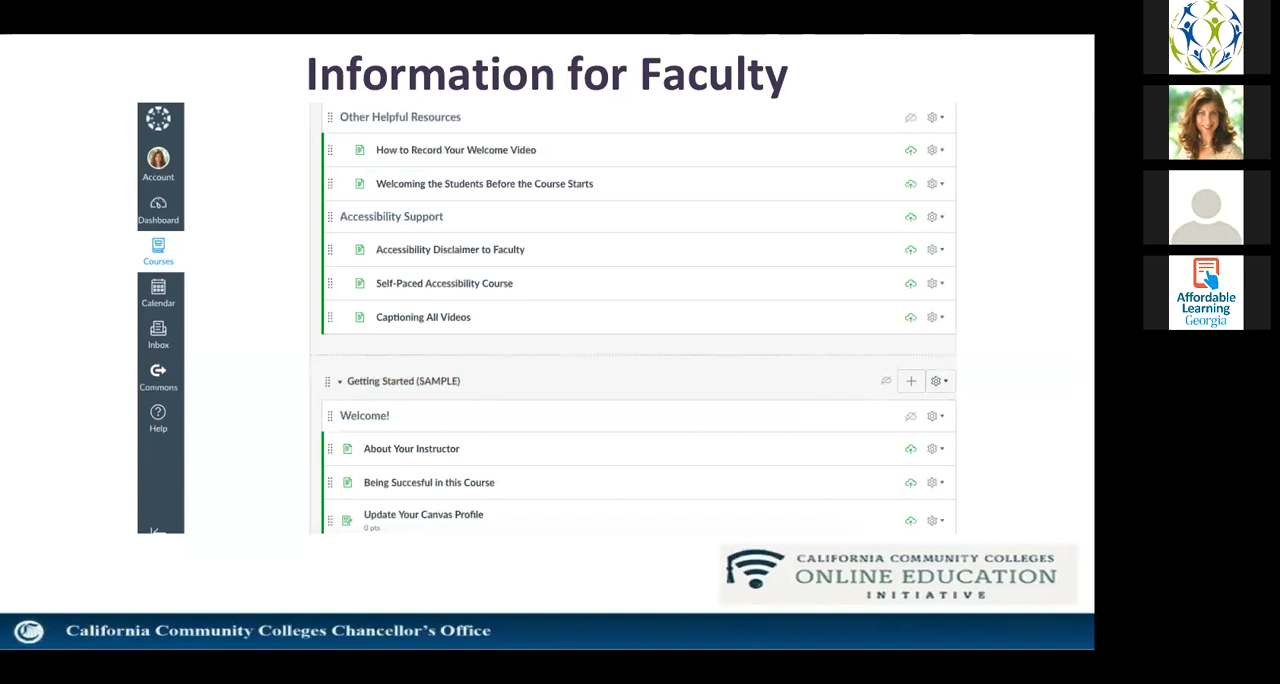 Information for Faculty
Account
Dashboard
Courses
Calendar
Inbox
Commons
Help
Other Helpful Resources
How to Record Your Welcome Video
Welcoming the Students Before the Course Starts
Accessibility Support
Accessibility Disclaimer to Faculty
Self-Paced Accessibility Course
Captioning All Videos
Getting Started (SAMPLE)
Welcome!
About Your Instructor
Being Succesful in this Course
Update Your Canvas Profile
0 pts
CALIFORNIA COMMUNITY COLLEGES
ONLINE EDUCATION
INITIATIVE
California Community Colleges Chancellor's Office
Affordable
Learning
Georgia